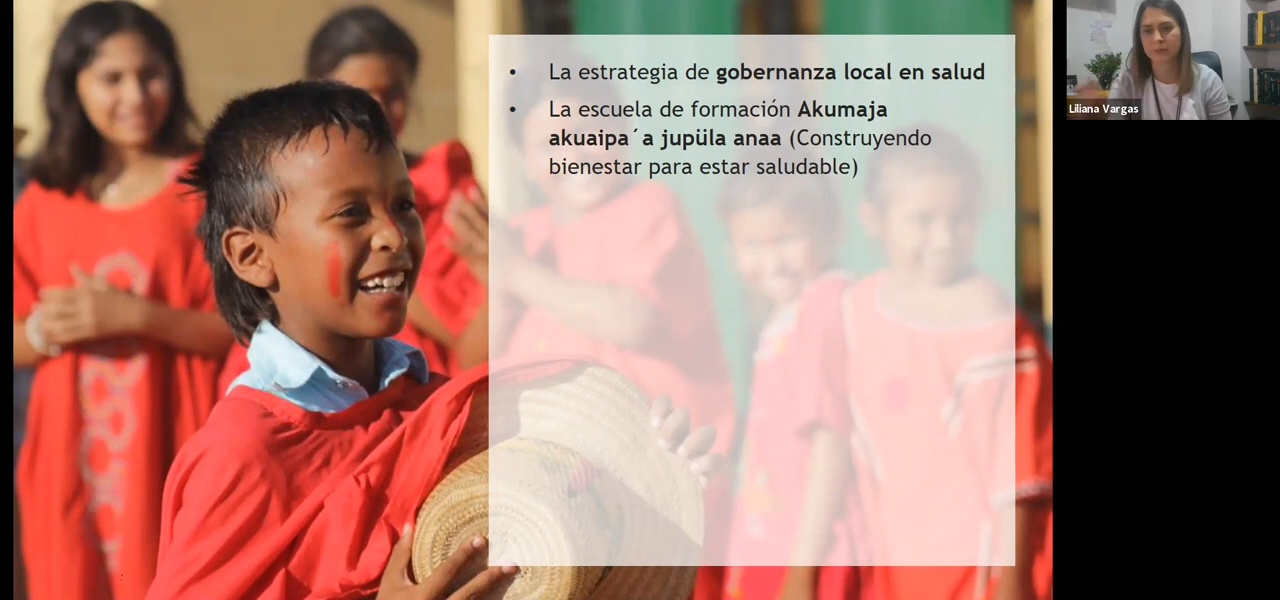 • La estrategia de gobernanza local en salud
• La escuela de formación Akumaja
akuaipa´a jupüla anaa (Construyendo
bienestar para estar saludable)
Liliana Vargas